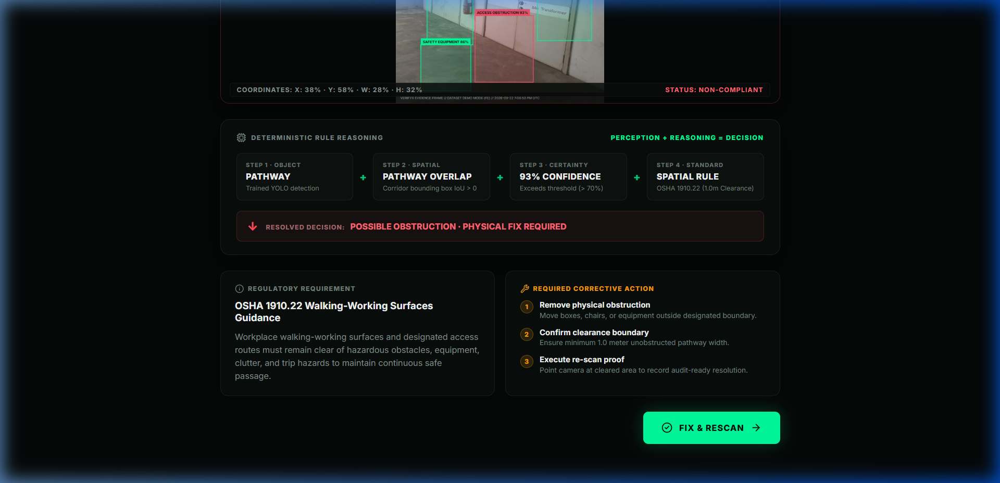 Bilik Transformer
ACCESS OBSTRUCTION 93%
SAFETY EQUIPMENT 86%
COORDINATES: X: 38% · Y: 58% · W: 28% · H: 32%
STATUS: NON-COMPLIANT
VERIFYX EVIDENCE FRAME // DATASET DEMO MODE (FE) // 2026-09-22 7:08:53 PM UTC
DETERMINISTIC RULE REASONING
PERCEPTION + REASONING = DECISION
STEP 1 · OBJECT
PATHWAY
Trained YOLO detection
+
STEP 2 · SPATIAL
PATHWAY OVERLAP
Corridor bounding box IoU > 0
+
STEP 3 · CERTAINTY
93% CONFIDENCE
Exceeds threshold (> 70%)
+
STEP 4 · STANDARD
SPATIAL RULE
OSHA 1910.22 (1.0m Clearance)
RESOLVED DECISION: POSSIBLE OBSTRUCTION · PHYSICAL FIX REQUIRED
REGULATORY REQUIREMENT
OSHA 1910.22 Walking-Working Surfaces
Guidance
Workplace walking-working surfaces and designated access
routes must remain clear of hazardous obstacles, equipment,
clutter, and trip hazards to maintain continuous safe
passage.
REQUIRED CORRECTIVE ACTION
1 Remove physical obstruction
Move boxes, chairs, or equipment outside designated boundary.
2 Confirm clearance boundary
Ensure minimum 1.0 meter unobstructed pathway width.
3 Execute re-scan proof
Point camera at cleared area to record audit-ready resolution.
FIX & RESCAN